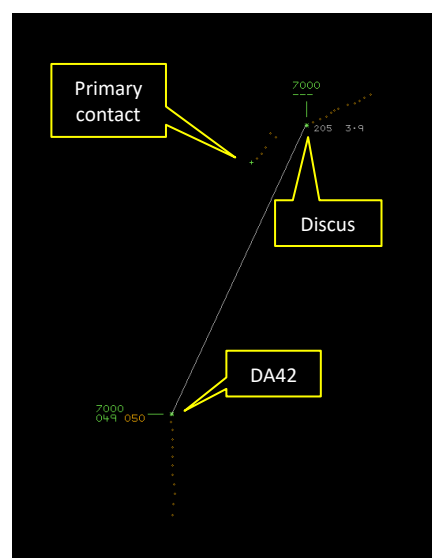 Primary
contact
7000
---
205 3·9
Discus
DA42
7000
049 050